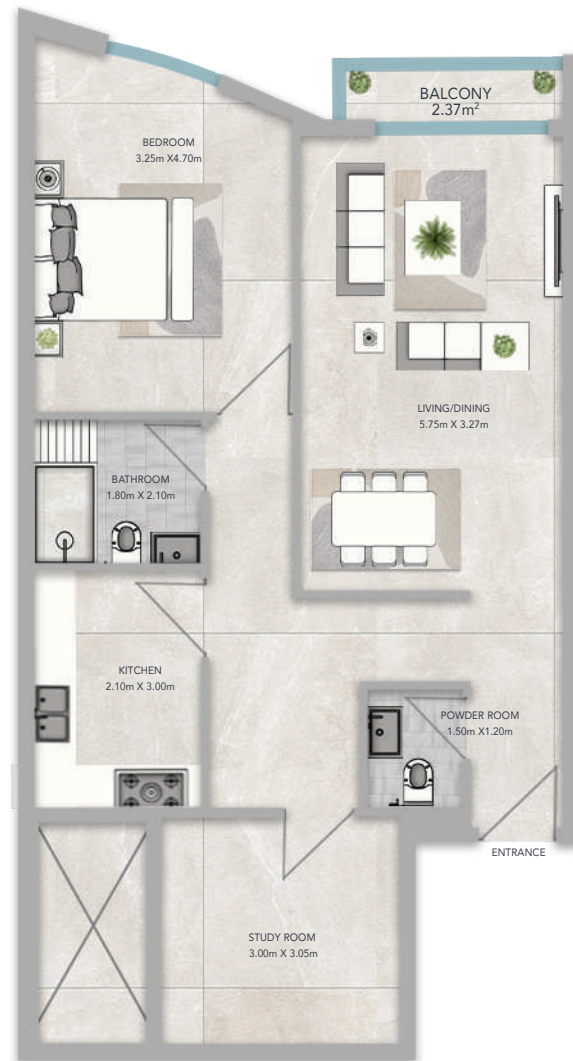 BALCONY
2.37m²
BEDROOM
3.25m X4.70m
LIVING/DINING
5.75m X 3.27m
BATHROOM
1.80m X 2.10m
KITCHEN
2.10m X 3.00m
POWDER ROOM
1.50m X1.20m
ENTRANCE
STUDY ROOM
3.00m X 3.05m